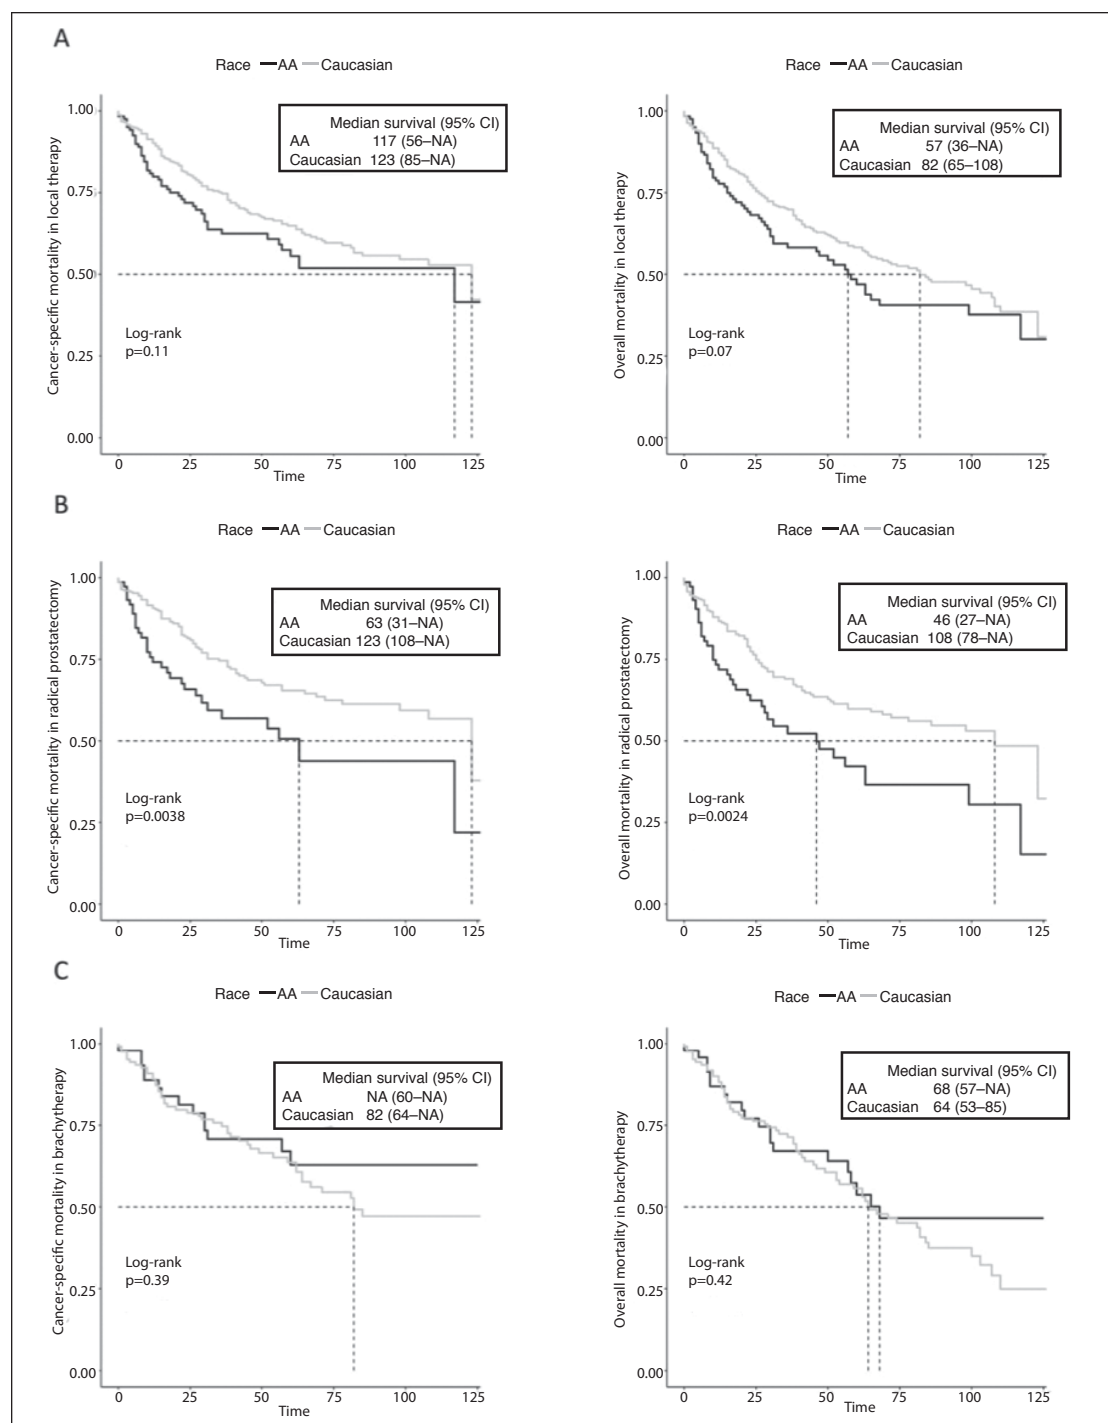 A
Race AA Caucasian
Cancer-specific mortality in local therapy
1.00
0.75
0.50
0.25
0.00
Median survival (95% CI)
AA 117 (56–NA)
Caucasian 123 (85–NA)
Log-rank
p=0.11
0 25 50 75 100 125
Time
Race AA Caucasian
Overall mortality in local therapy
1.00
0.75
0.50
0.25
0.00
Median survival (95% CI)
AA 57 (36–NA)
Caucasian 82 (65–108)
Log-rank
p=0.07
0 25 50 75 100 125
Time
B
Race AA Caucasian
Cancer-specific mortality in radical prostatectomy
1.00
0.75
0.50
0.25
0.00
Median survival (95% CI)
AA 63 (31–NA)
Caucasian 123 (108–NA)
Log-rank
p=0.0038
0 25 50 75 100 125
Time
Race AA Caucasian
Overall mortality in radical prostatectomy
1.00
0.75
0.50
0.25
0.00
Median survival (95% CI)
AA 46 (27–NA)
Caucasian 108 (78–NA)
Log-rank
p=0.0024
0 25 50 75 100 125
Time
C
Race AA Caucasian
Cancer-specific mortality in brachytherapy
1.00
0.75
0.50
0.25
0.00
Median survival (95% CI)
AA NA (60–NA)
Caucasian 82 (64–NA)
Log-rank
p=0.39
0 25 50 75 100 125
Time
Race AA Caucasian
Overall mortality in brachytherapy
1.00
0.75
0.50
0.25
0.00
Median survival (95% CI)
AA 68 (57–NA)
Caucasian 64 (53–85)
Log-rank
p=0.42
0 25 50 75 100 125
Time